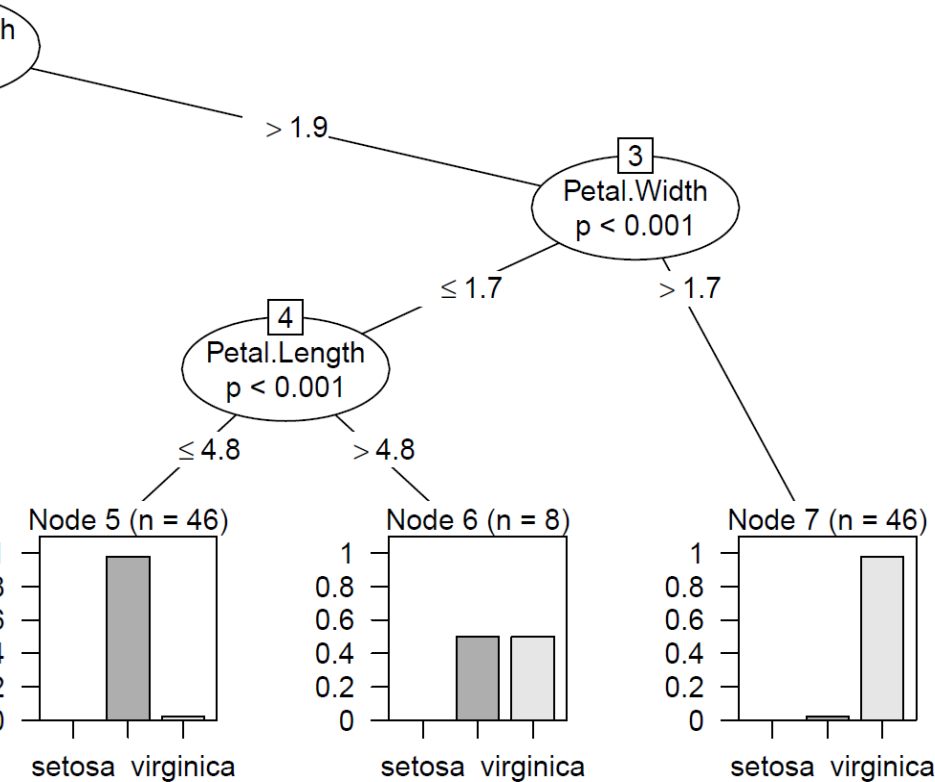 h
> 1.9
3
Petal.Width
p < 0.001
≤ 1.7
> 1.7
4
Petal.Length
p < 0.001
≤ 4.8
> 4.8
Node 5 (n = 46)
Node 6 (n = 8)
Node 7 (n = 46)
1
0.8
0.6
0.4
0.2
0
1
0.8
0.6
0.4
0.2
0
setosa virginica
setosa virginica
setosa virginica